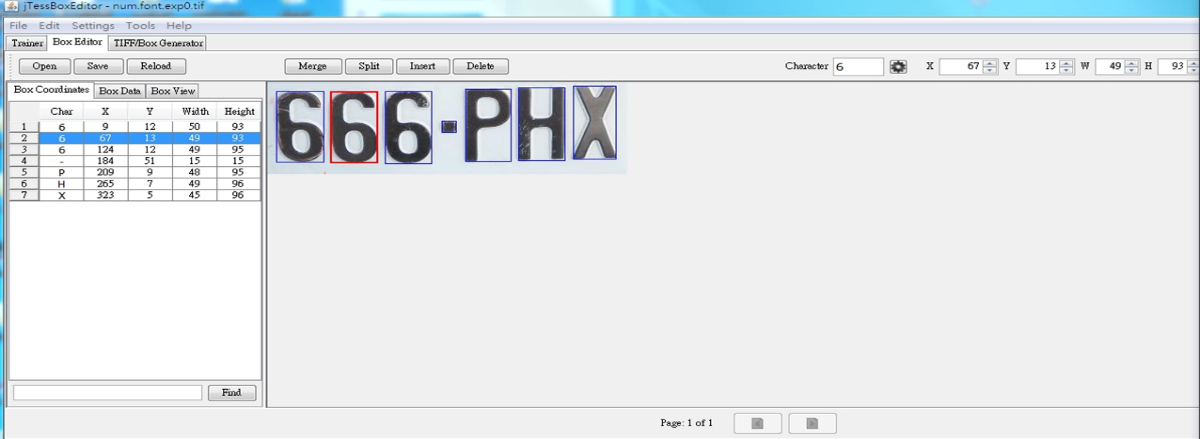 jTessBoxEditor - num.font.exp0.tif
File Edit Settings Tools Help
Trainer Box Editor TIFF/Box Generator
Open Save Reload Merge Split Insert Delete Character 6 X 67 Y 13 W 49 H 93
Box Coordinates Box Data Box View
Char X Y Width Height
1 6 9 12 50 93
2 6 67 13 49 93
3 6 124 12 49 95
4 - 184 51 15 15
5 P 209 9 48 95
6 H 265 7 49 96
7 X 323 5 45 96
666-PHX
Find
Page: 1 of 1